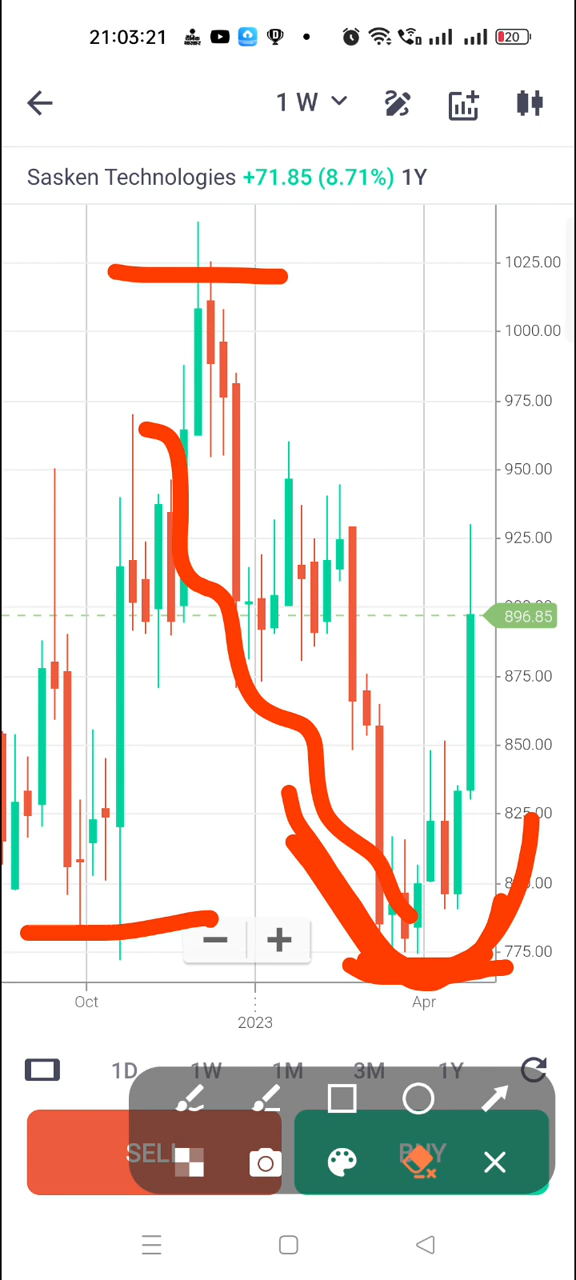 21:03:21
20
1 W
Sasken Technologies +71.85 (8.71%) 1Y
1025.00
1000.00
975.00
950.00
925.00
896.85
875.00
850.00
825.00
775.00
Oct
Apr
2023
1D 1W 1M 3M 1Y
SELL
BUY